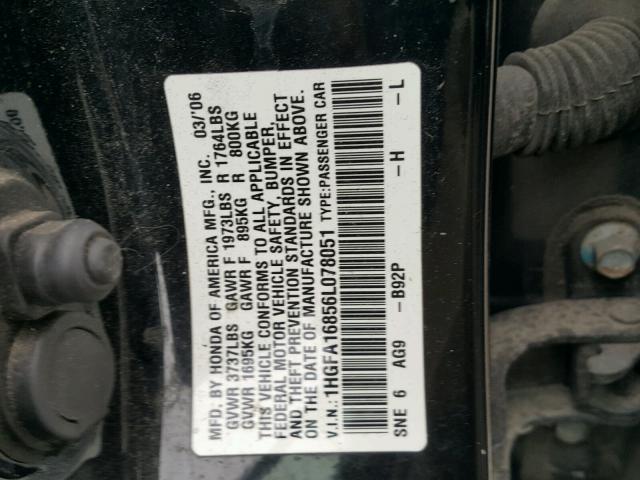 MFD. BY HONDA OF AMERICA MFG., INC. 03/'06
GVWR 3737LBS GAWR F 1973LBS R 1764LBS
GVWR 1695KG GAWR F 895KG R 800KG
THIS VEHICLE CONFORMS TO ALL APPLICABLE
FEDERAL MOTOR VEHICLE SAFETY, BUMPER,
AND THEFT PREVENTION STANDARDS IN EFFECT
ON THE DATE OF MANUFACTURE SHOWN ABOVE.
V.I.N.: 1HGFA16856L078051 TYPE:PASSENGER CAR
SNE 6 AG9 -B92P -H -L